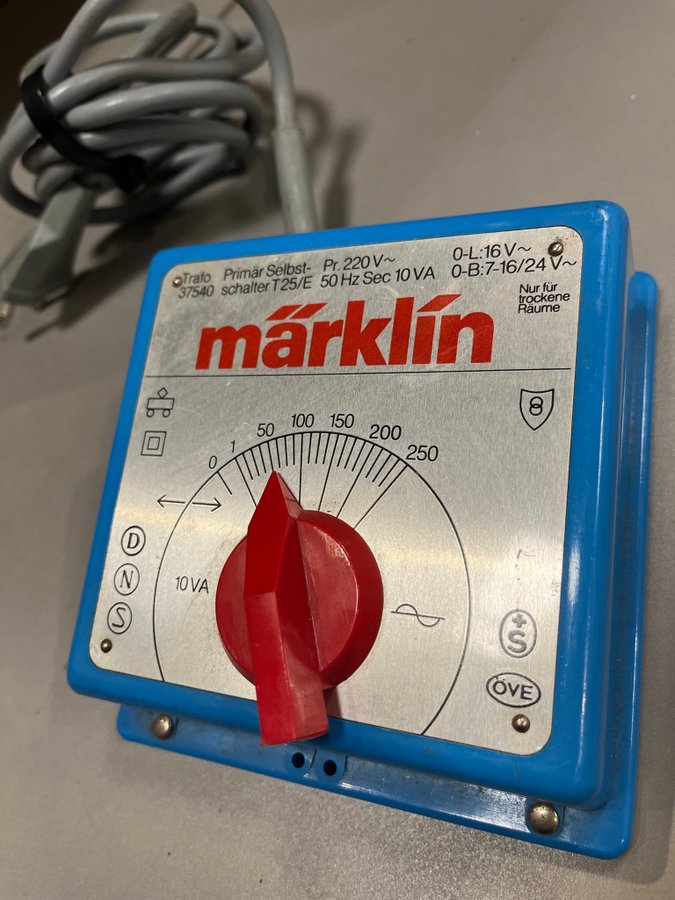 Trafo Primär Selbst- Pr. 220 V~ 0-L: 16 V~
37540 schalter T 25/E 50 Hz Sec 10 VA 0-B: 7-16/24 V~
Nur für
trockene
Räume
märklin
0 1 50 100 150 200 250
10 VA
D
N
S
+
S
ÖVE